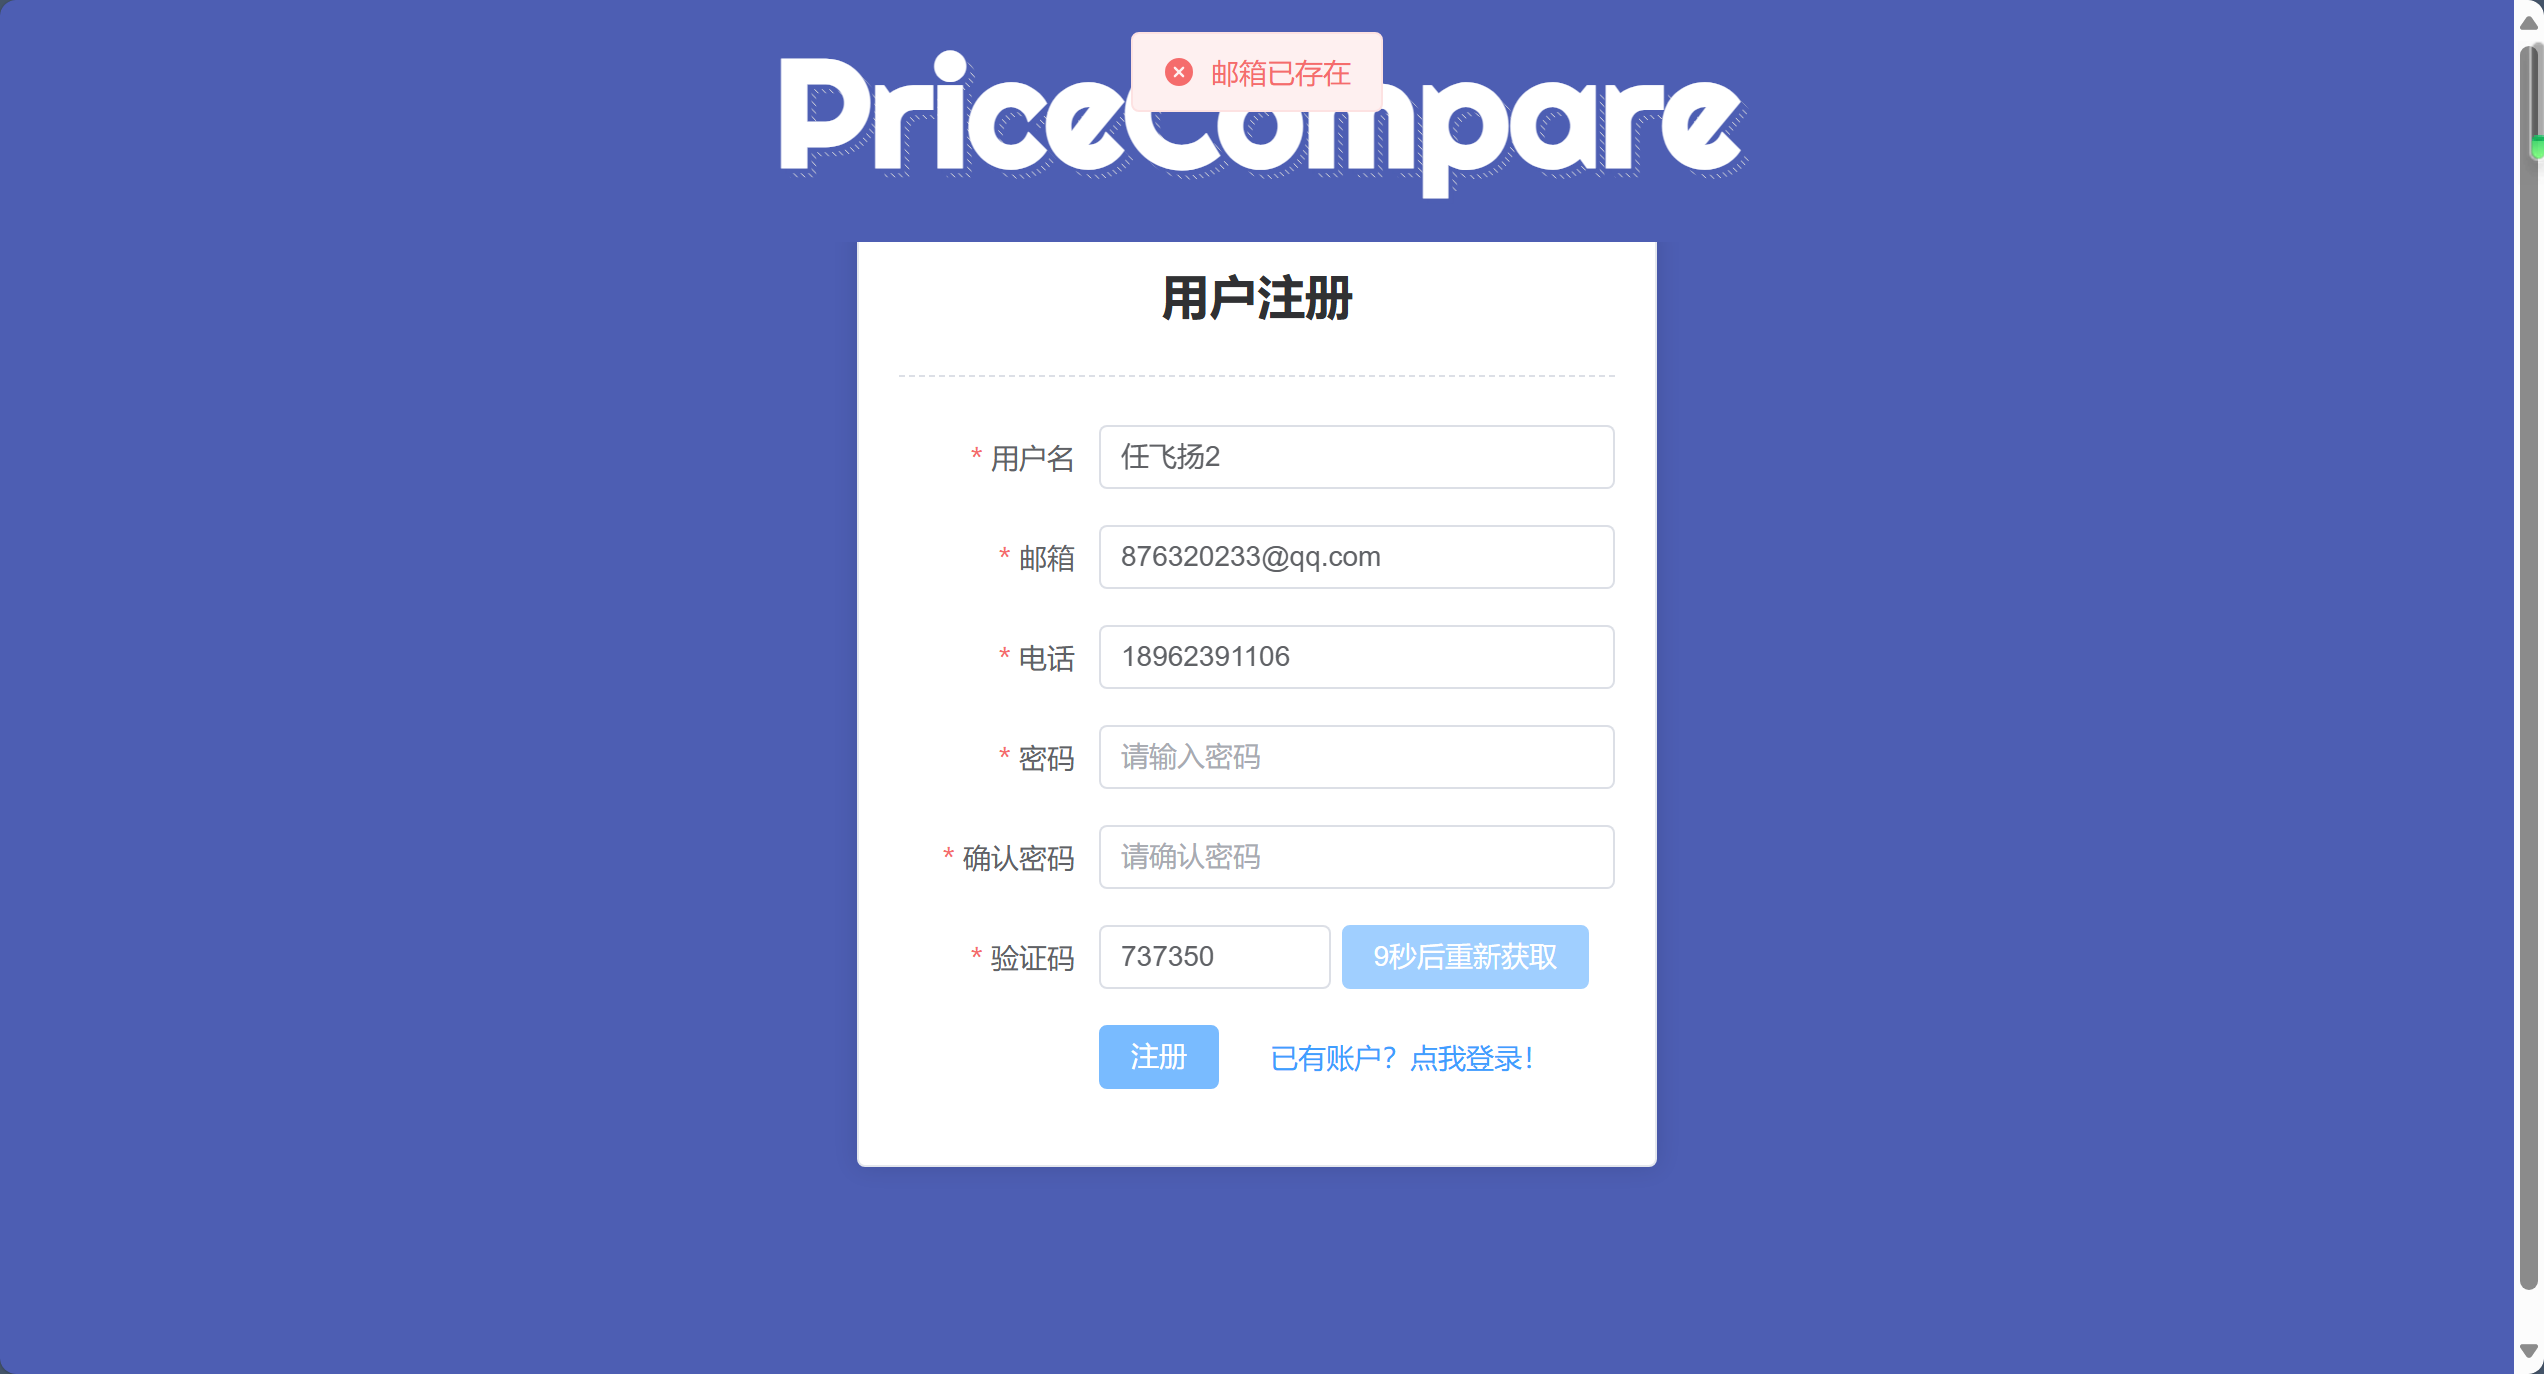 PriceCompare
邮箱已存在
用户注册
* 用户名 任飞扬2
* 邮箱 876320233@qq.com
* 电话 18962391106
* 密码 请输入密码
* 确认密码 请确认密码
* 验证码 737350 9秒后重新获取
注册 已有账户？点我登录！